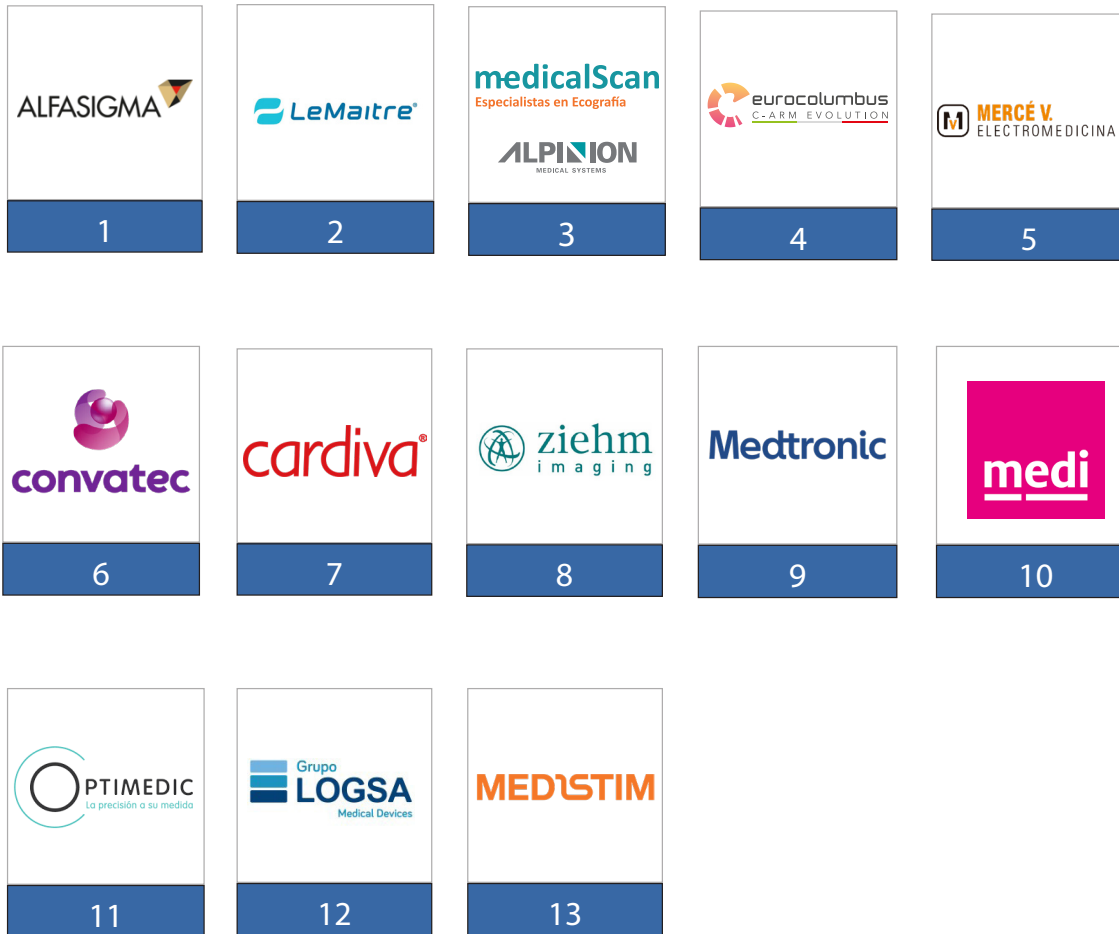 ALFASIGMA
1
LeMaitre®
2
medicalScan
Especialistas en Ecografía
ALPINION
MEDICAL SYSTEMS
3
eurocolumbus
C-ARM EVOLUTION
4
MV MERCÉ V.
ELECTROMEDICINA
5
convatec
6
cardiva®
7
ziehm
imaging
8
Medtronic
9
medi
10
OPTIMEDIC
La precisión a su medida
11
Grupo
LOGSA
Medical Devices
12
MEDISTIM
13